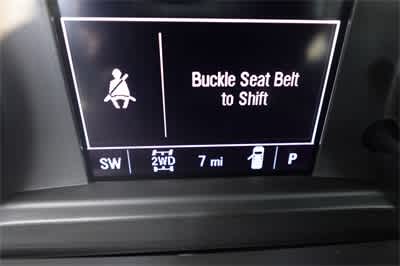 Buckle Seat Belt
to Shift
SW 2WD 7 mi P